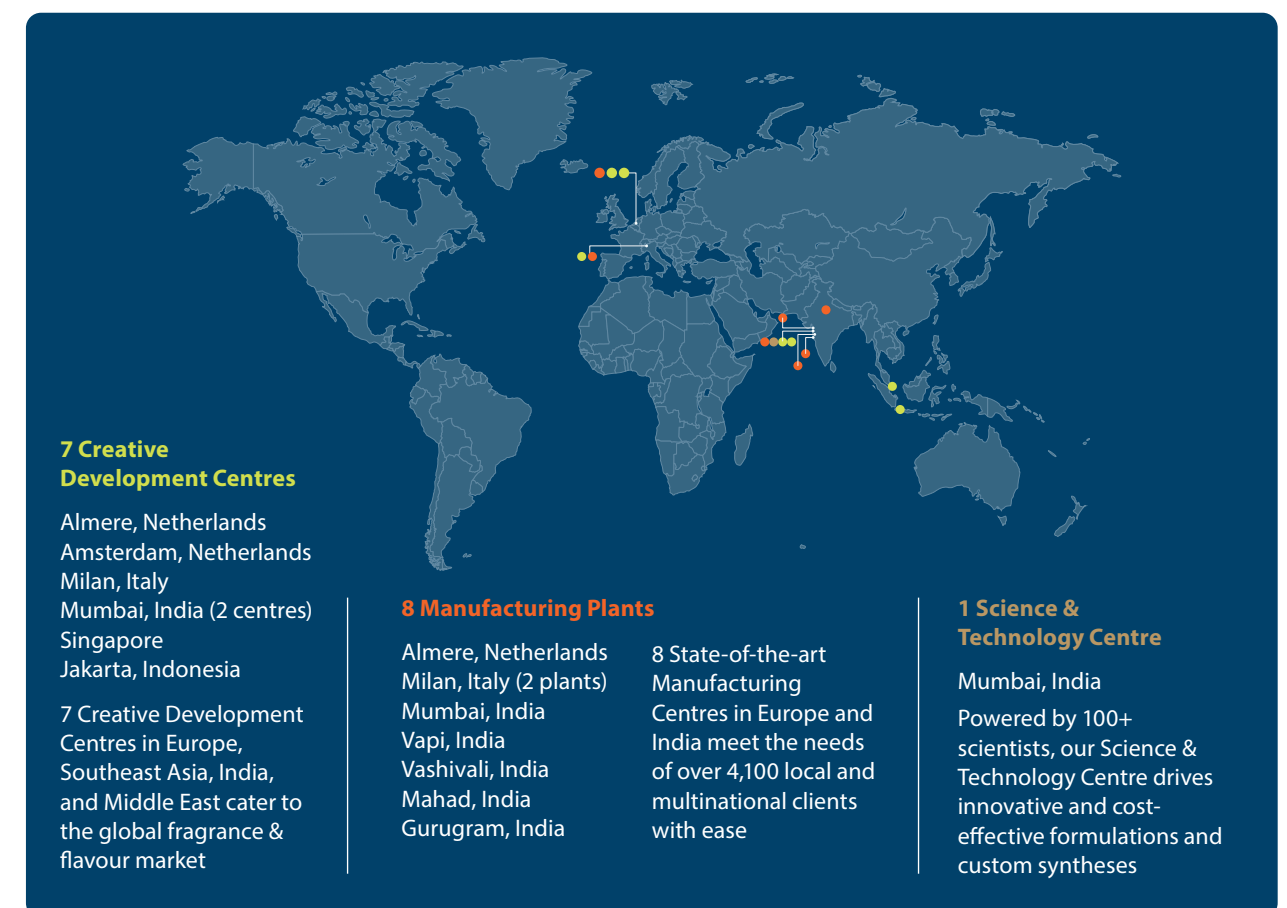 7 Creative
Development Centres
Almere, Netherlands
Amsterdam, Netherlands
Milan, Italy
Mumbai, India (2 centres)
Singapore
Jakarta, Indonesia
7 Creative Development
Centres in Europe,
Southeast Asia, India,
and Middle East cater to
the global fragrance &
flavour market
8 Manufacturing Plants
Almere, Netherlands
Milan, Italy (2 plants)
Mumbai, India
Vapi, India
Vashivali, India
Mahad, India
Gurugram, India
8 State-of-the-art
Manufacturing
Centres in Europe and
India meet the needs
of over 4,100 local and
multinational clients
with ease
1 Science &
Technology Centre
Mumbai, India
Powered by 100+
scientists, our Science &
Technology Centre drives
innovative and cost-
effective formulations and
custom syntheses